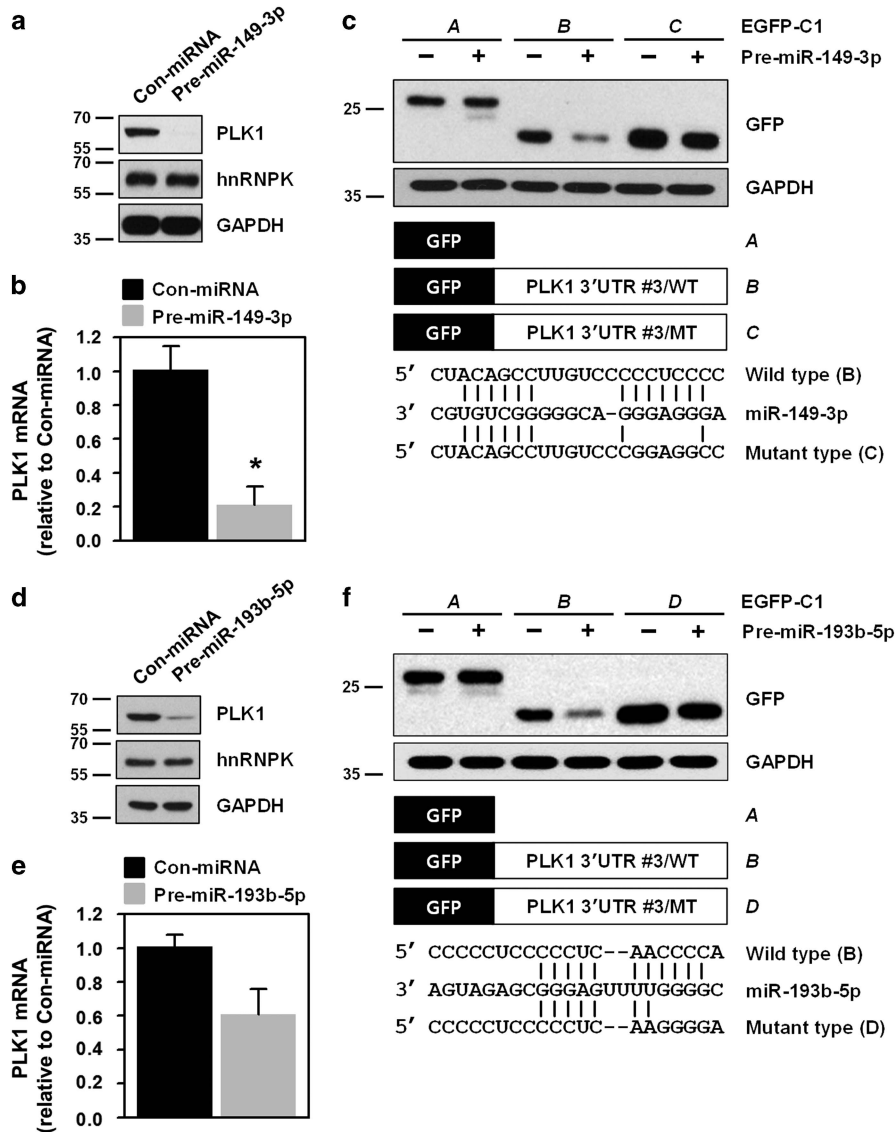 a
Con-miRNA
Pre-miR-149-3p
70
55
PLK1
70
55
hnRNPK
35
GAPDH
b
Con-miRNA
Pre-miR-149-3p
PLK1 mRNA
(relative to Con-miRNA)
1.2
1.0
0.8
0.6
0.4
0.2
0.0
*
c
A B C EGFP-C1
– + – + – + Pre-miR-149-3p
25
GFP
35
GAPDH
GFP A
GFP PLK1 3′UTR #3/WT B
GFP PLK1 3′UTR #3/MT C
5′ CUACAGCCUUGUCCCCCUCCCC Wild type (B)
3′ CGUGUCGGGGGCA-GGGAGGGA miR-149-3p
5′ CUACAGCCUUGUCCCGGAGGCC Mutant type (C)
d
Con-miRNA
Pre-miR-193b-5p
70
55
PLK1
70
55
hnRNPK
35
GAPDH
e
Con-miRNA
Pre-miR-193b-5p
PLK1 mRNA
(relative to Con-miRNA)
1.2
1.0
0.8
0.6
0.4
0.2
0.0
f
A B D EGFP-C1
– + – + – + Pre-miR-193b-5p
25
GFP
35
GAPDH
GFP A
GFP PLK1 3′UTR #3/WT B
GFP PLK1 3′UTR #3/MT D
5′ CCCCCUCCCCCUC--AACCCCA Wild type (B)
3′ AGUAGAGCGGGAGUUUUGGGGC miR-193b-5p
5′ CCCCCUCCCCCUC--AAGGGGA Mutant type (D)